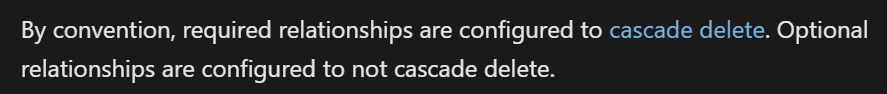 By convention, required relationships are configured to cascade delete. Optional
relationships are configured to not cascade delete.